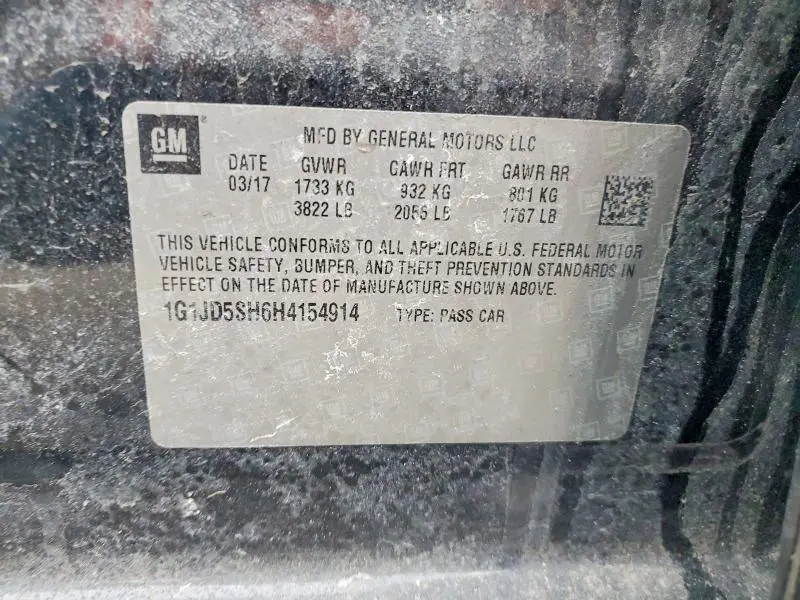 GM ®
MFD BY GENERAL MOTORS LLC
DATE GVWR GAWR FRT GAWR RR
03/17 1733 KG 932 KG 801 KG
3822 LB 2055 LB 1767 LB
THIS VEHICLE CONFORMS TO ALL APPLICABLE U.S. FEDERAL MOTOR
VEHICLE SAFETY, BUMPER, AND THEFT PREVENTION STANDARDS IN
EFFECT ON THE DATE OF MANUFACTURE SHOWN ABOVE.
1G1JD5SH6H4154914 TYPE: PASS CAR